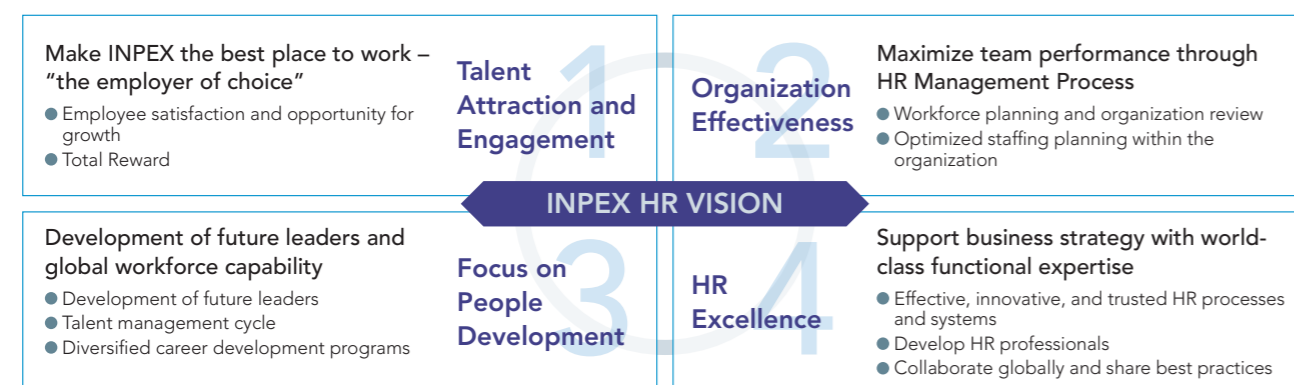 Make INPEX the best place to work –
“the employer of choice”
● Employee satisfaction and opportunity for
growth
● Total Reward
1
Talent
Attraction and
Engagement
2
Organization
Effectiveness
Maximize team performance through
HR Management Process
● Workforce planning and organization review
● Optimized staffing planning within the
organization
INPEX HR VISION
Development of future leaders and
global workforce capability
● Development of future leaders
● Talent management cycle
● Diversified career development programs
3
Focus on
People
Development
4
HR
Excellence
Support business strategy with world-
class functional expertise
● Effective, innovative, and trusted HR processes
and systems
● Develop HR professionals
● Collaborate globally and share best practices